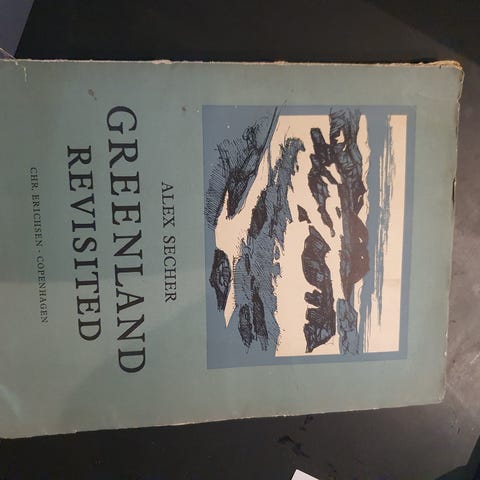 ALEX SECHER
GREENLAND
REVISITED
CHR. ERICHSEN · COPENHAGEN